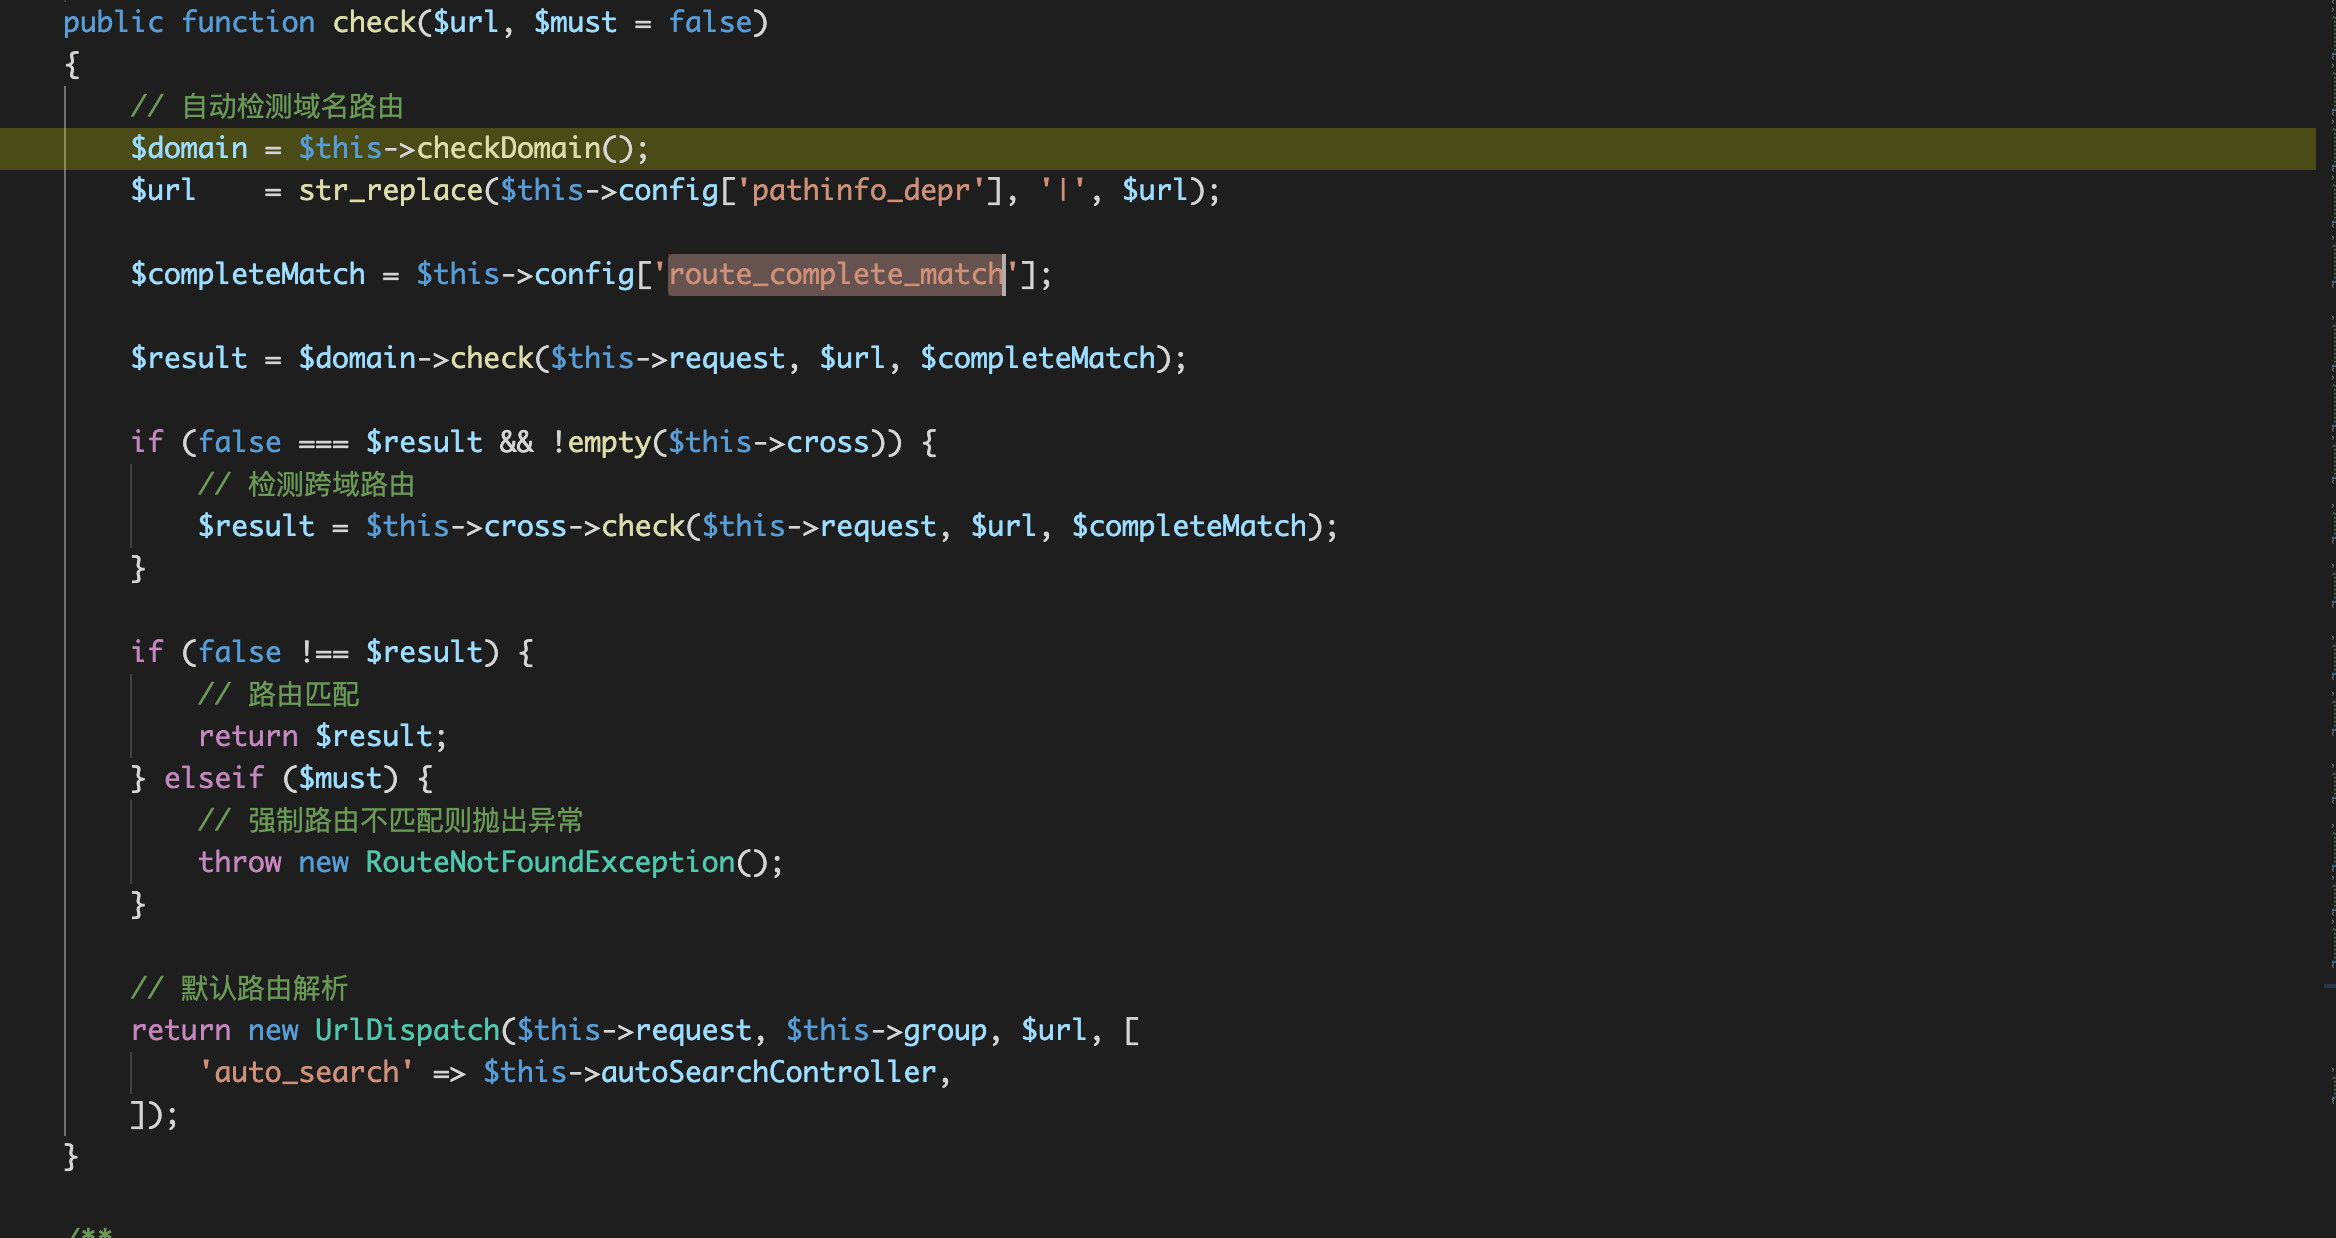 public function check($url, $must = false)
{
    // 自动检测域名路由
    $domain = $this->checkDomain();
    $url    = str_replace($this->config['pathinfo_depr'], '|', $url);

    $completeMatch = $this->config['route_complete_match'];

    $result = $domain->check($this->request, $url, $completeMatch);

    if (false === $result && !empty($this->cross)) {
        // 检测跨域路由
        $result = $this->cross->check($this->request, $url, $completeMatch);
    }

    if (false !== $result) {
        // 路由匹配
        return $result;
    } elseif ($must) {
        // 强制路由不匹配则抛出异常
        throw new RouteNotFoundException();
    }

    // 默认路由解析
    return new UrlDispatch($this->request, $this->group, $url, [
        'auto_search' => $this->autoSearchController,
    ]);
}

/**